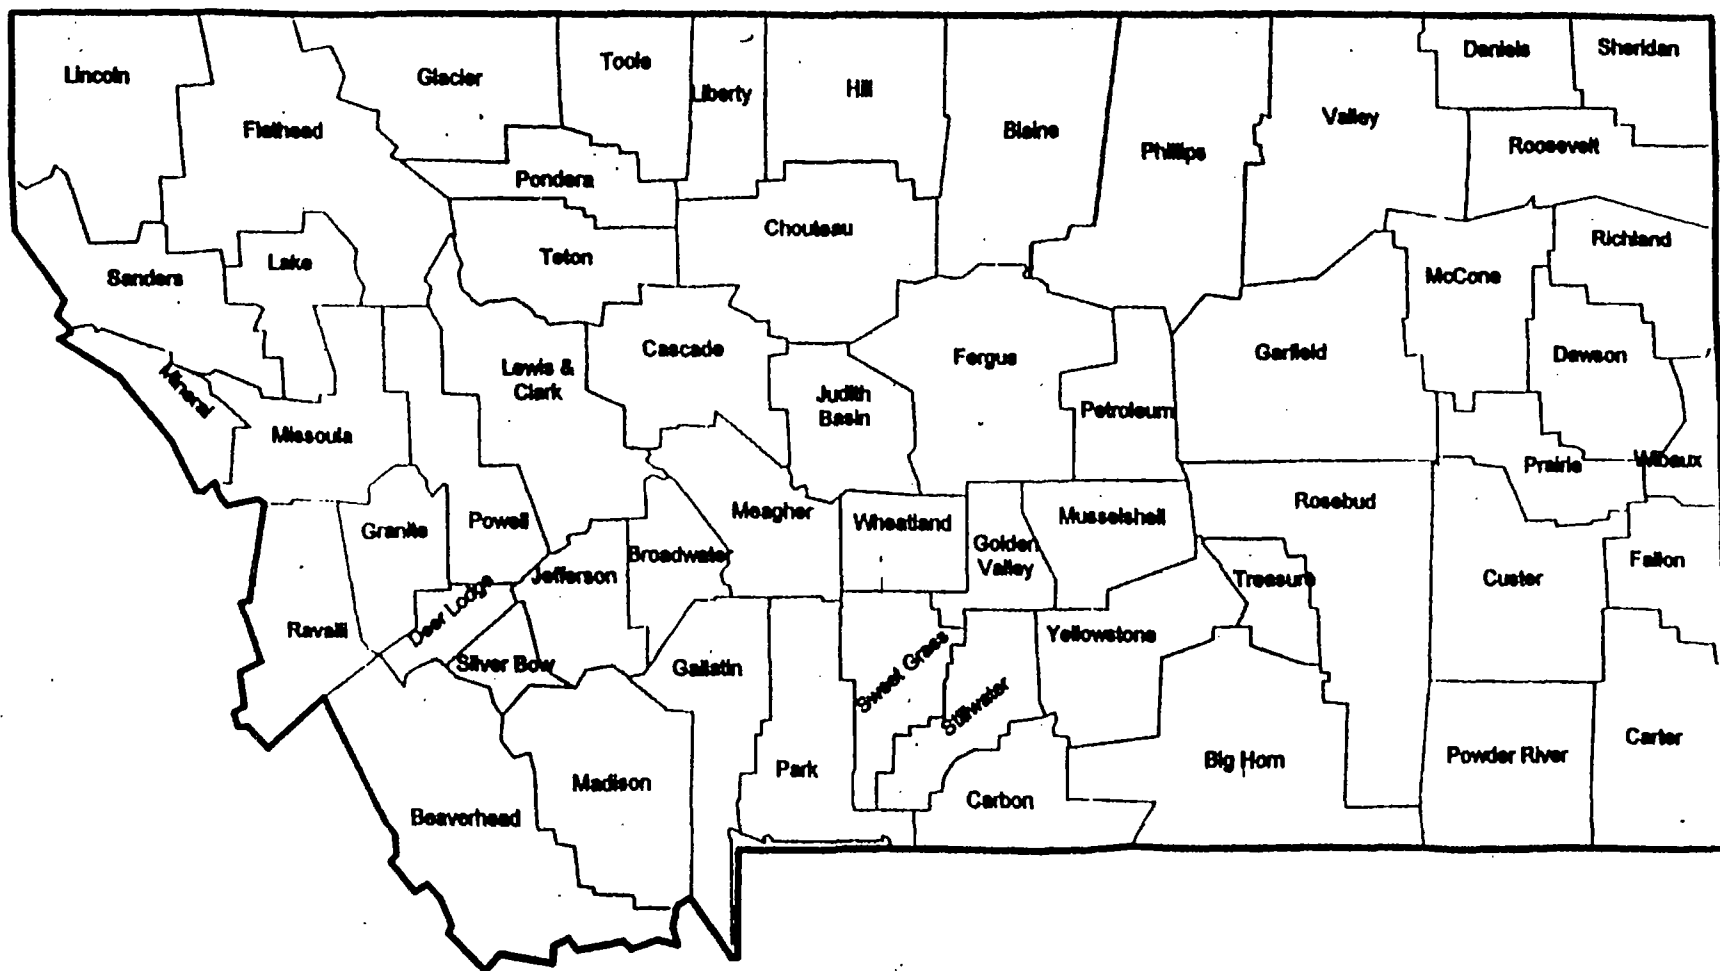 Lincoln
Flathead
Glacier
Toole
Liberty
Hill
Blaine
Phillips
Valley
Daniels
Sheridan
Roosevelt
Pondera
Teton
Chouteau
Richland
McCone
Sanders
Lake
Mineral
Missoula
Lewis &
Clark
Cascade
Judith
Basin
Fergus
Petroleum
Garfield
Dawson
Prairie
Wibaux
Granite
Powell
Meagher
Wheatland
Golden
Valley
Musselshell
Rosebud
Ravalli
Deer Lodge
Jefferson
Broadwater
Treasure
Custer
Fallon
Silver Bow
Gallatin
Sweet Grass
Stillwater
Yellowstone
Beaverhead
Madison
Park
Carbon
Big Horn
Powder River
Carter